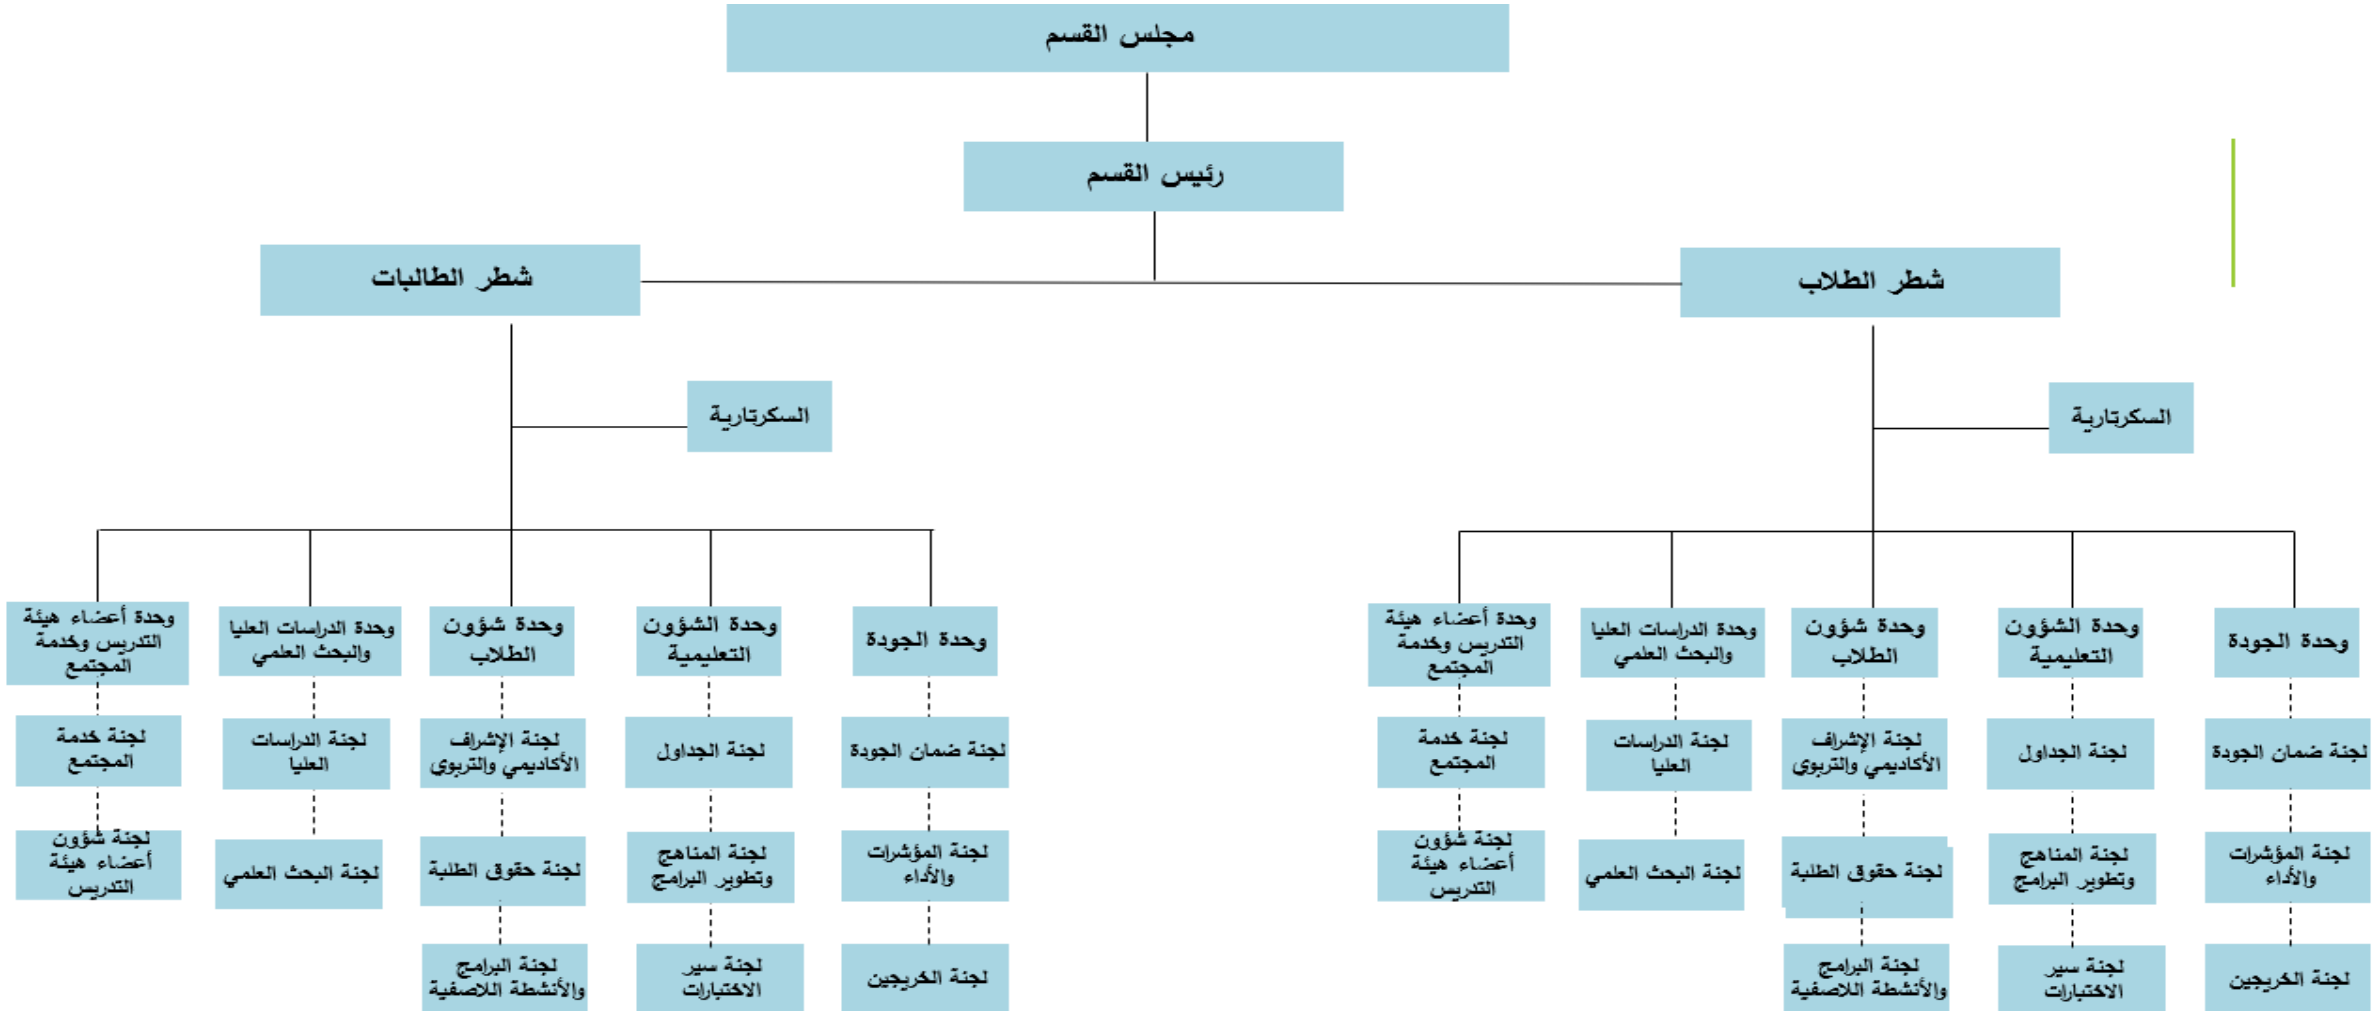 مجلس القسم
رئيس القسم
شطر الطلاب
شطر الطالبات
السكرتارية
السكرتارية
وحدة الجودة
وحدة الشؤون
التعليمية
وحدة شؤون
الطلاب
وحدة الدراسات العليا
والبحث العلمي
وحدة أعضاء هيئة
التدريس وخدمة
المجتمع
وحدة الجودة
وحدة الشؤون
التعليمية
وحدة شؤون
الطلاب
وحدة الدراسات العليا
والبحث العلمي
وحدة أعضاء هيئة
التدريس وخدمة
المجتمع
لجنة ضمان الجودة
لجنة الجداول
لجنة الإشراف
الأكاديمي والتربوي
لجنة الدراسات
العليا
لجنة خدمة
المجتمع
لجنة ضمان الجودة
لجنة الجداول
لجنة الإشراف
الأكاديمي والتربوي
لجنة الدراسات
العليا
لجنة خدمة
المجتمع
لجنة المؤشرات
والأداء
لجنة المناهج
وتطوير البرامج
لجنة حقوق الطلبة
لجنة البحث العلمي
لجنة شؤون
أعضاء هيئة
التدريس
لجنة المؤشرات
والأداء
لجنة المناهج
وتطوير البرامج
لجنة حقوق الطلبة
لجنة البحث العلمي
لجنة شؤون
أعضاء هيئة
التدريس
لجنة الخريجين
لجنة سير
الاختبارات
لجنة البرامج
والأنشطة اللاصفية
لجنة الخريجين
لجنة سير
الاختبارات
لجنة البرامج
والأنشطة اللاصفية